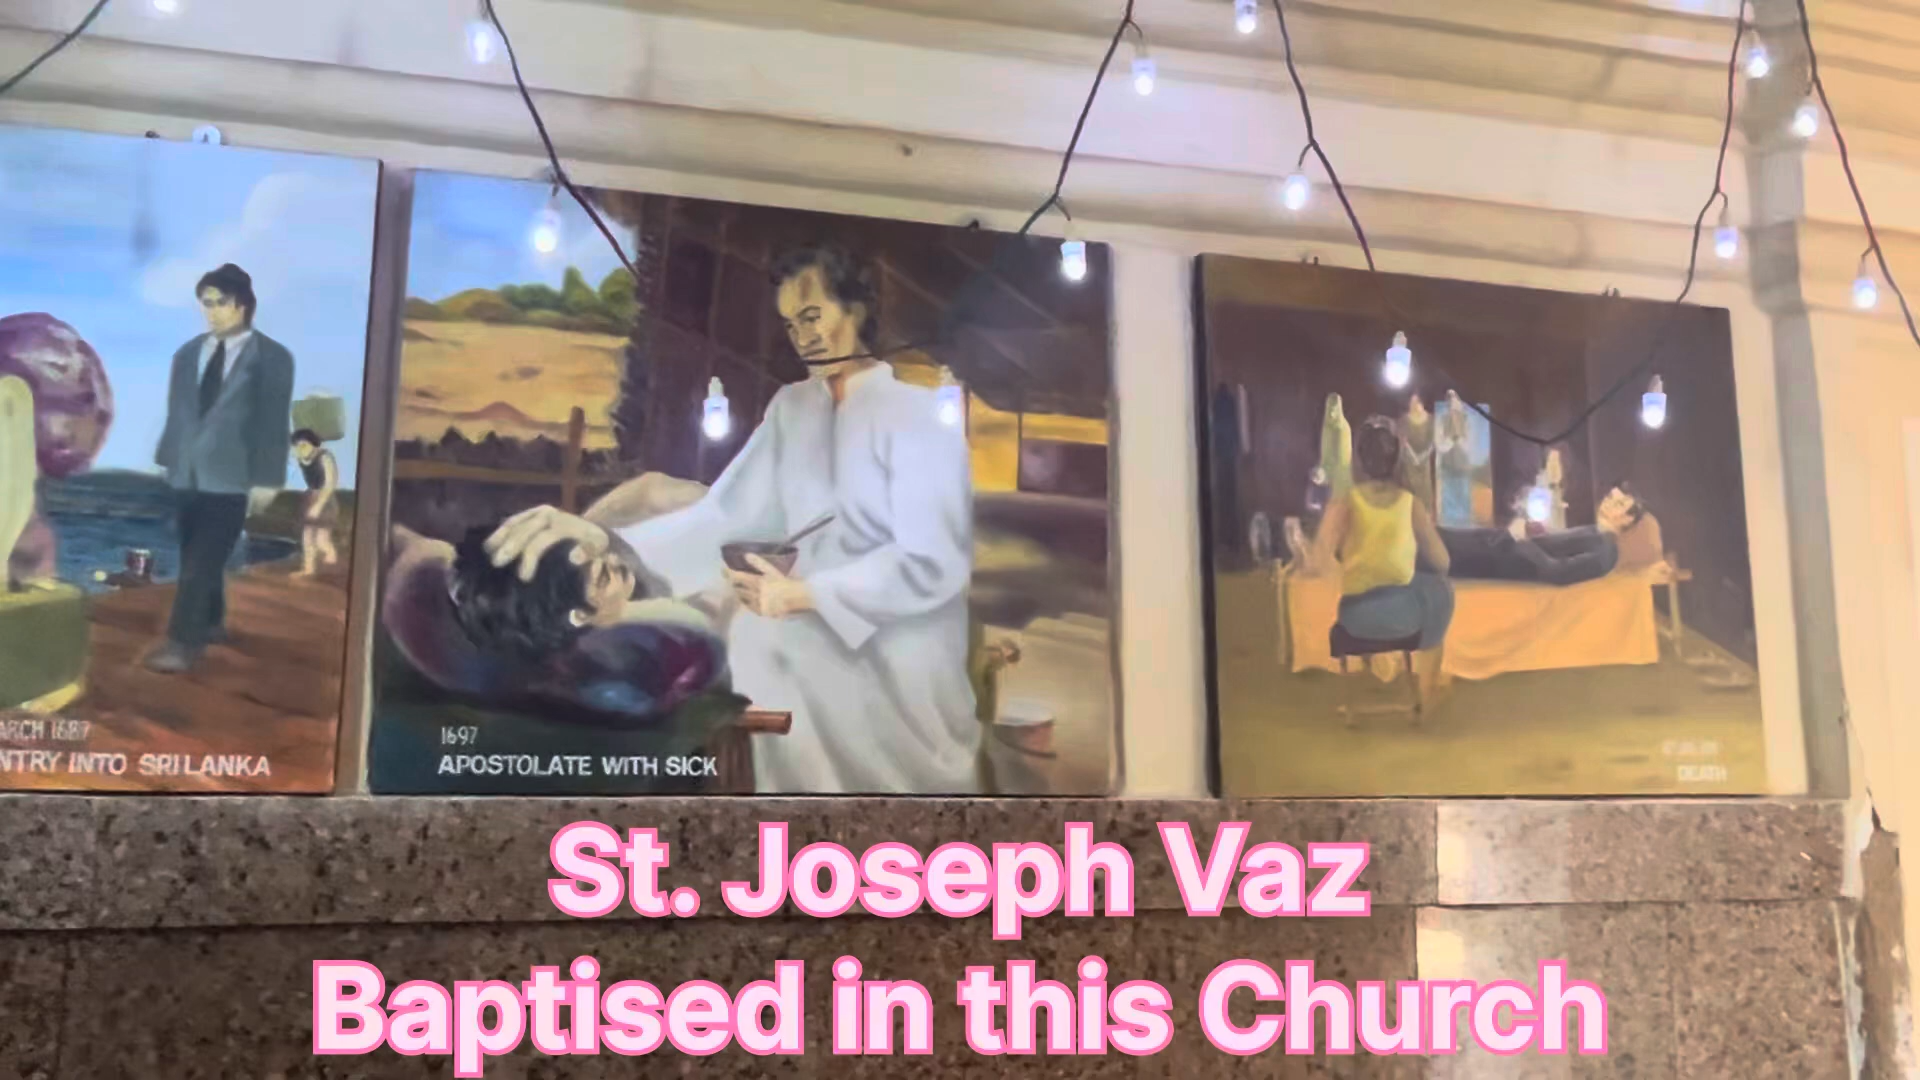 ARCH 1687
NTRY INTO SRI LANKA
1697
APOSTOLATE WITH SICK
DEATH
St. Joseph Vaz
Baptised in this Church